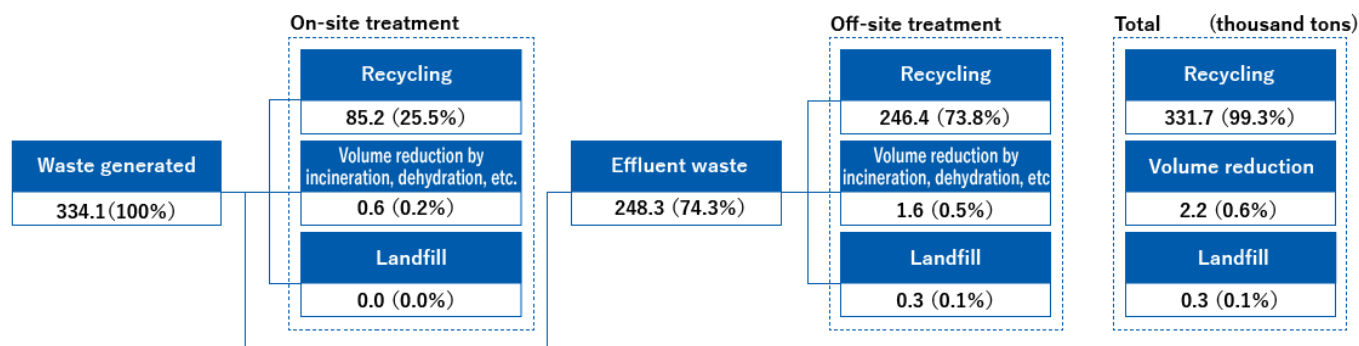 On-site treatment
Off-site treatment
Total (thousand tons)
Recycling
85.2 (25.5%)
Recycling
246.4 (73.8%)
Recycling
331.7 (99.3%)
Waste generated
334.1(100%)
Volume reduction by
incineration, dehydration, etc.
0.6 (0.2%)
Effluent waste
248.3 (74.3%)
Volume reduction by
incineration, dehydration, etc
1.6 (0.5%)
Volume reduction
2.2 (0.6%)
Landfill
0.0 (0.0%)
Landfill
0.3 (0.1%)
Landfill
0.3 (0.1%)